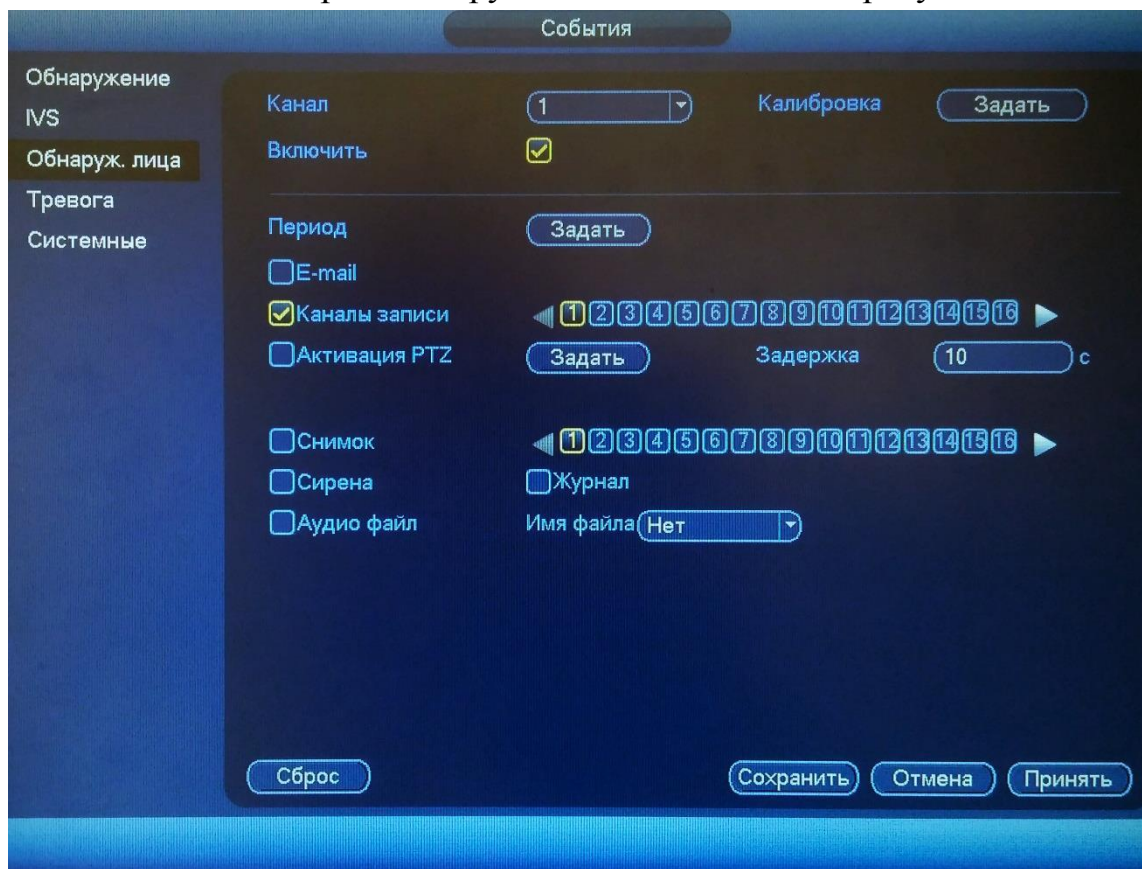 События
Обнаружение
IVS
Обнаруж. лица
Тревога
Системные
Канал 1 Калибровка Задать
Включить
Период Задать
E-mail
Каналы записи 1 2 3 4 5 6 7 8 9 10 11 12 13 14 15 16
Активация PTZ Задать Задержка 10 с
Снимок 1 2 3 4 5 6 7 8 9 10 11 12 13 14 15 16
Сирена Журнал
Аудио файл Имя файла Нет
Сброс Сохранить Отмена Принять